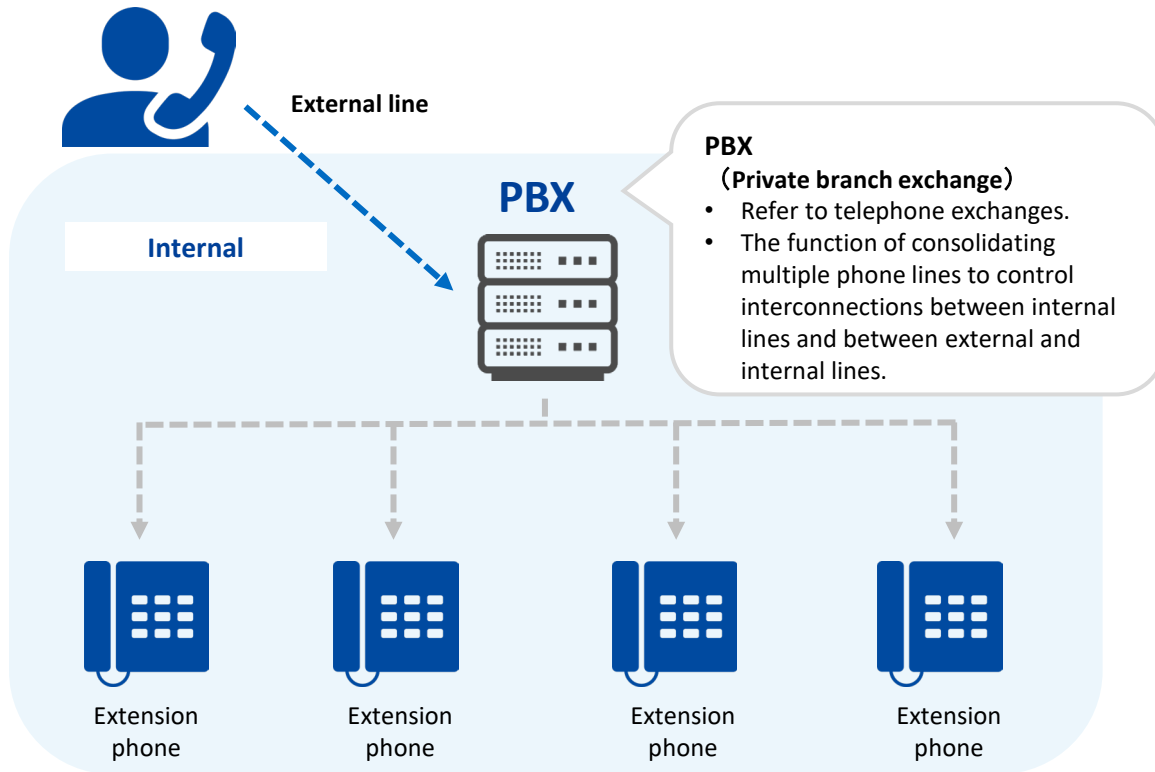 External line
PBX
（Private branch exchange）
• Refer to telephone exchanges.
• The function of consolidating
multiple phone lines to control
interconnections between internal
lines and between external and
internal lines.
PBX
Internal
Extension
phone
Extension
phone
Extension
phone
Extension
phone